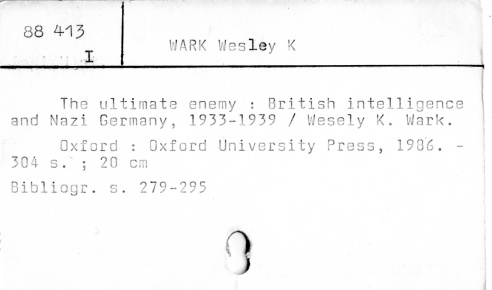 88 413
I
WARK Wesley K
The ultimate enemy : British intelligence
and Nazi Germany, 1933-1939 / Wesely K. Wark.
Oxford : Oxford University Press, 1986. -
304 s. ; 20 cm
Bibliogr. s. 279-295